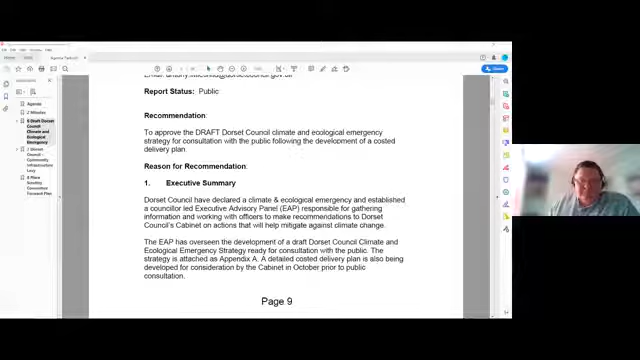 Report Status: Public
Recommendation:
To approve the DRAFT Dorset Council climate and ecological emergency
strategy for consultation with the public following the development of a costed
delivery plan.
Reason for Recommendation:
1. Executive Summary
Dorset Council have declared a climate & ecological emergency and established
a councillor led Executive Advisory Panel (EAP) responsible for gathering
information and working with officers to make recommendations to Dorset
Council's Cabinet on actions that will help mitigate against climate change.
The EAP has overseen the development of a draft Dorset Council Climate and
Ecological Emergency Strategy ready for consultation with the public. The
strategy is attached as Appendix A. A detailed costed delivery plan is also being
developed for consideration by the Cabinet in October prior to public
consultation.
Page 9
Agenda
2 Minutes
Council
Climate and
Ecological
Emergency
Council -
Community
Infrastructure
Levy
8 Place
Scrutiny
Committee
Forward Plan